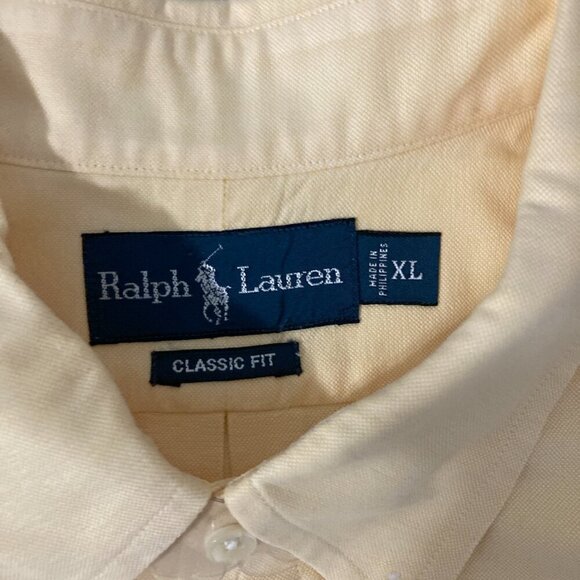 Ralph Lauren
MADE IN
PHILIPPINES
XL
CLASSIC FIT